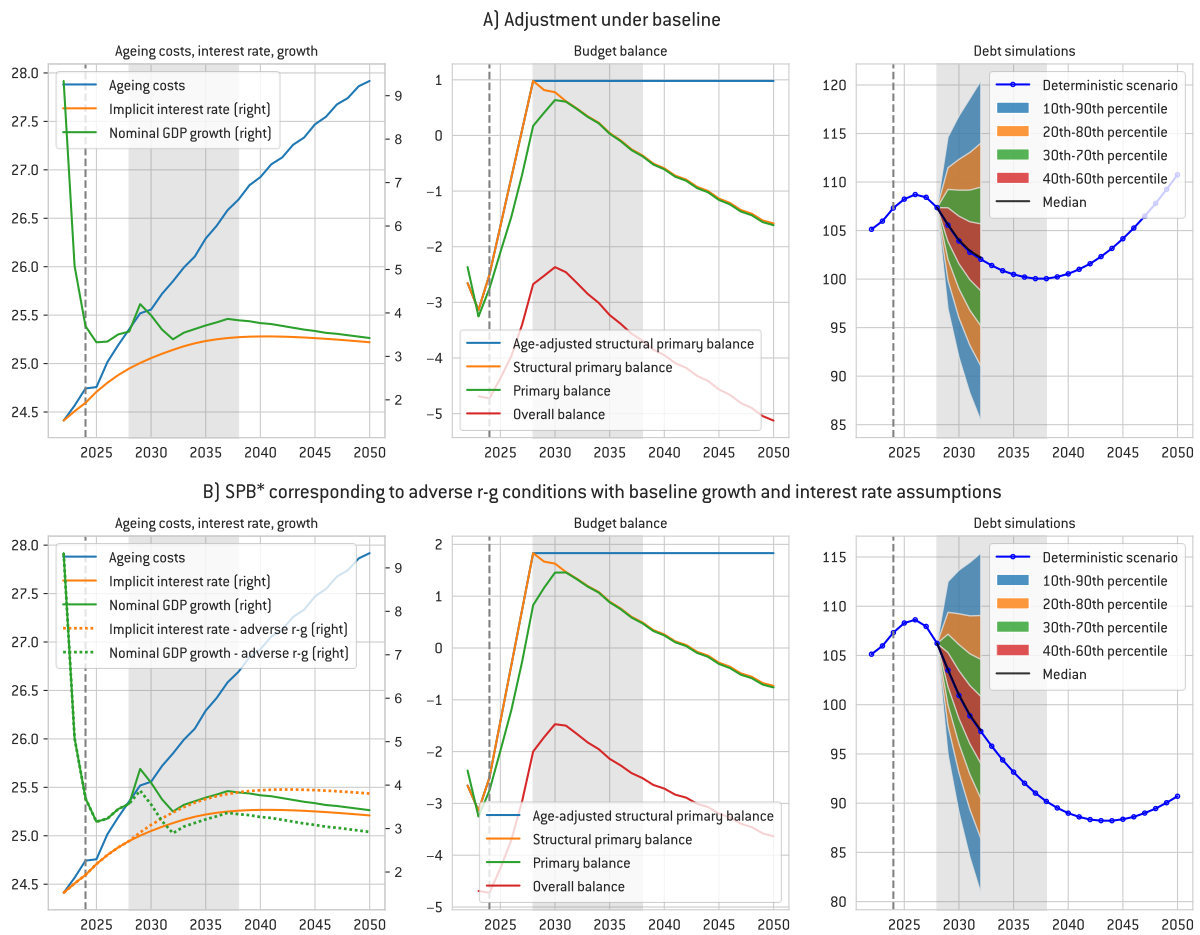 A) Adjustment under baseline
Ageing costs, interest rate, growth
28.0
27.5
27.0
26.5
26.0
25.5
25.0
24.5
9
8
7
6
5
4
3
2
Ageing costs
Implicit interest rate (right)
Nominal GDP growth (right)
2025 2030 2035 2040 2045 2050
Budget balance
1
0
−1
−2
−3
−4
−5
Age-adjusted structural primary balance
Structural primary balance
Primary balance
Overall balance
2025 2030 2035 2040 2045 2050
Debt simulations
120
115
110
105
100
95
90
85
Deterministic scenario
10th-90th percentile
20th-80th percentile
30th-70th percentile
40th-60th percentile
Median
2025 2030 2035 2040 2045 2050
B) SPB* corresponding to adverse r-g conditions with baseline growth and interest rate assumptions
Ageing costs, interest rate, growth
28.0
27.5
27.0
26.5
26.0
25.5
25.0
24.5
9
8
7
6
5
4
3
2
Ageing costs
Implicit interest rate (right)
Nominal GDP growth (right)
Implicit interest rate - adverse r-g (right)
Nominal GDP growth - adverse r-g (right)
2025 2030 2035 2040 2045 2050
Budget balance
2
1
0
−1
−2
−3
−4
−5
Age-adjusted structural primary balance
Structural primary balance
Primary balance
Overall balance
2025 2030 2035 2040 2045 2050
Debt simulations
115
110
105
100
95
90
85
80
Deterministic scenario
10th-90th percentile
20th-80th percentile
30th-70th percentile
40th-60th percentile
Median
2025 2030 2035 2040 2045 2050